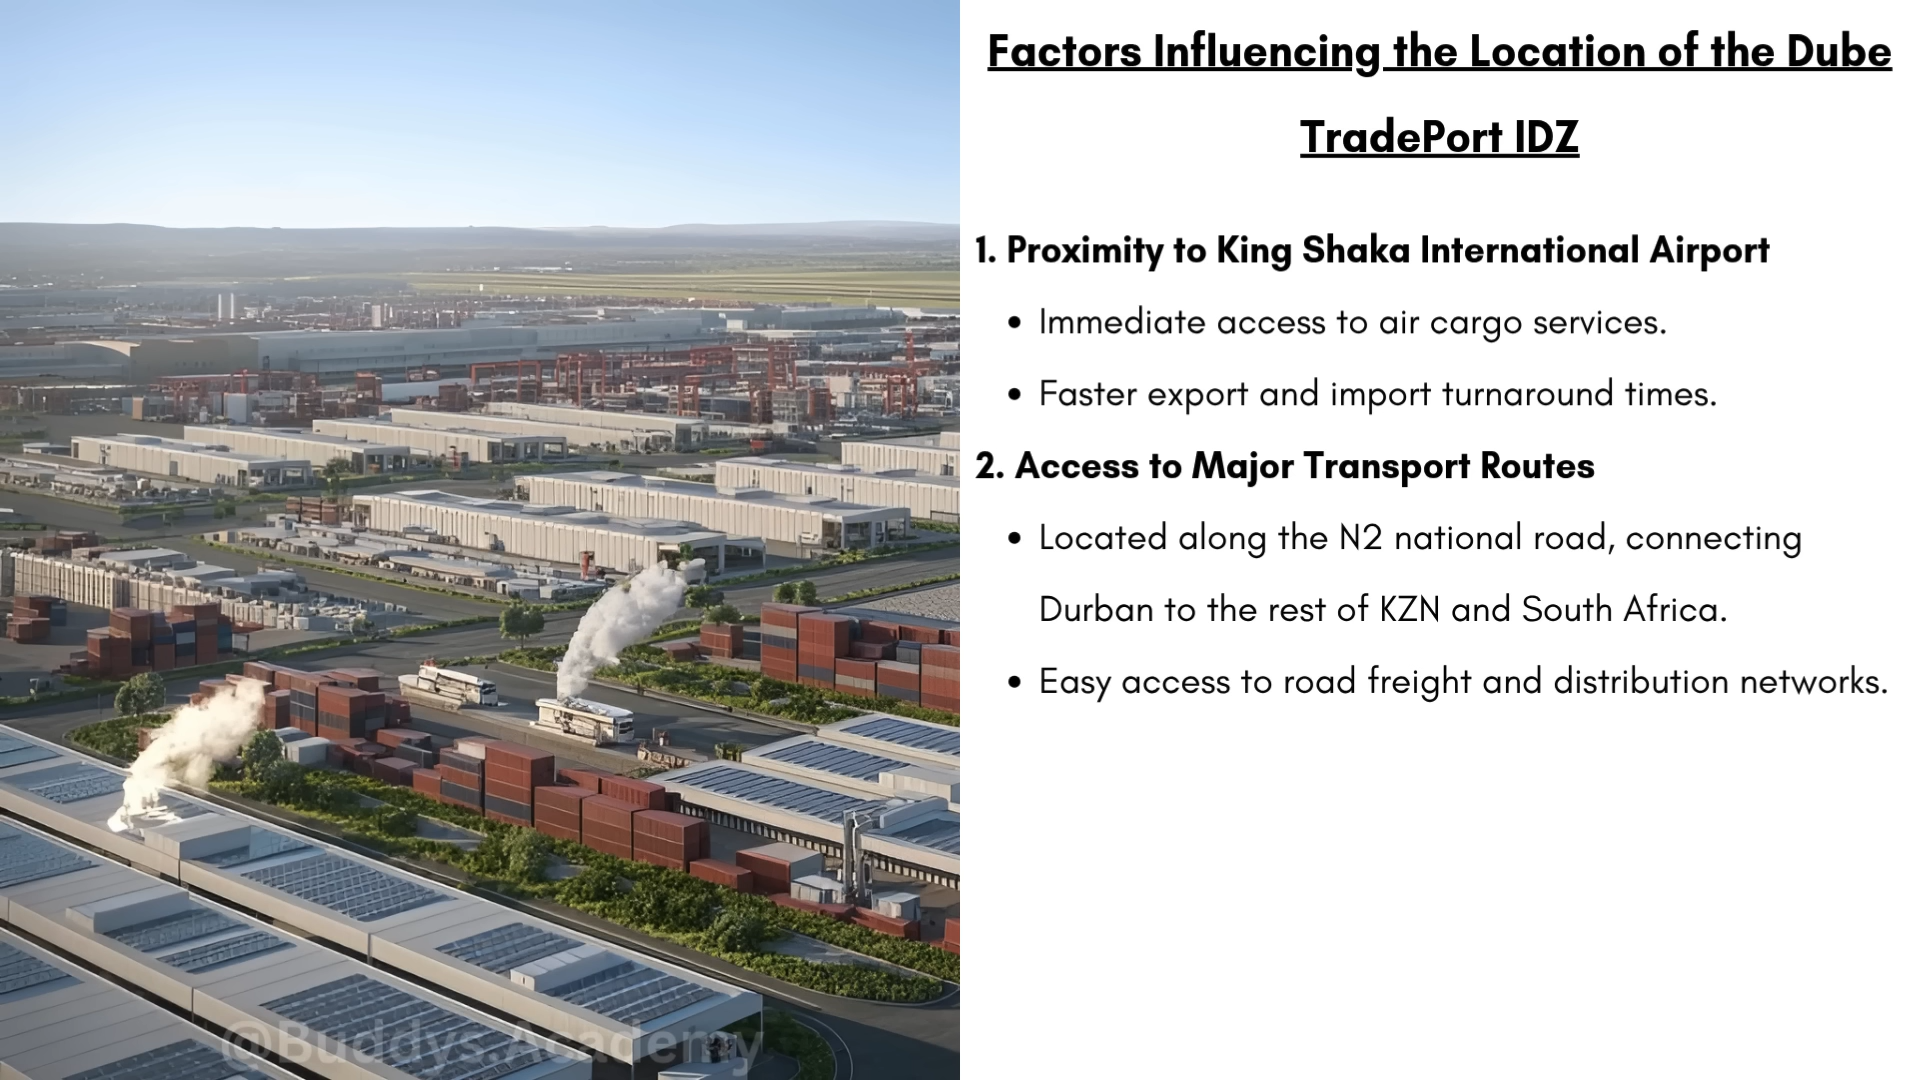 Factors Influencing the Location of the Dube
TradePort IDZ
1. Proximity to King Shaka International Airport
• Immediate access to air cargo services.
• Faster export and import turnaround times.
2. Access to Major Transport Routes
• Located along the N2 national road, connecting
Durban to the rest of KZN and South Africa.
• Easy access to road freight and distribution networks.
@Buddys.Academy